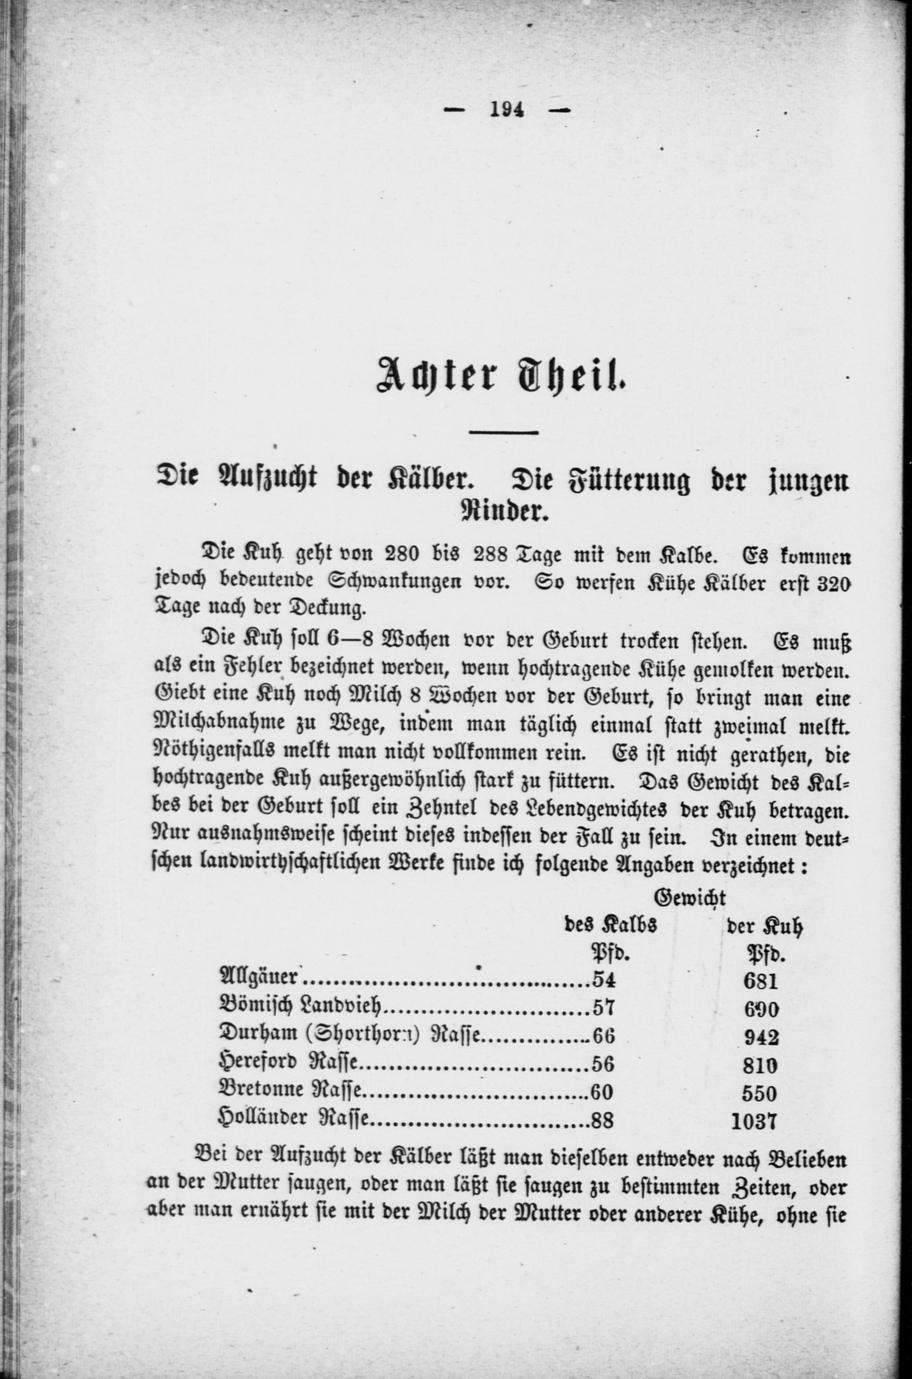 — 194 —
Achter Theil.
Die Aufzucht der Kälber. Die Fütterung der jungen
Rinder.
Die Kuh geht von 280 bis 288 Tage mit dem Kalbe. Es kommen
jedoch bedeutende Schwankungen vor. So werfen Kühe Kälber erst 320
Tage nach der Deckung.
Die Kuh soll 6—8 Wochen vor der Geburt trocken stehen. Es muß
als ein Fehler bezeichnet werden, wenn hochtragende Kühe gemolken werden.
Giebt eine Kuh noch Milch 8 Wochen vor der Geburt, so bringt man eine
Milchabnahme zu Wege, indem man täglich einmal statt zweimal melkt.
Nöthigenfalls melkt man nicht vollkommen rein. Es ist nicht gerathen, die
hochtragende Kuh außergewöhnlich stark zu füttern. Das Gewicht des Kal-
bes bei der Geburt soll ein Zehntel des Lebendgewichtes der Kuh betragen.
Nur ausnahmsweise scheint dieses indessen der Fall zu sein. In einem deut-
schen landwirthschaftlichen Werke finde ich folgende Angaben verzeichnet:
Gewicht
des Kalbs der Kuh
Pfd. Pfd.
Allgäuer........................................54 681
Bömisch Landvieh............................57 690
Durham (Shorthorn) Rasse...............66 942
Hereford Rasse................................56 810
Bretonne Rasse...............................60 550
Holländer Rasse..............................88 1037
Bei der Aufzucht der Kälber läßt man dieselben entweder nach Belieben
an der Mutter saugen, oder man läßt sie saugen zu bestimmten Zeiten, oder
aber man ernährt sie mit der Milch der Mutter oder anderer Kühe, ohne sie